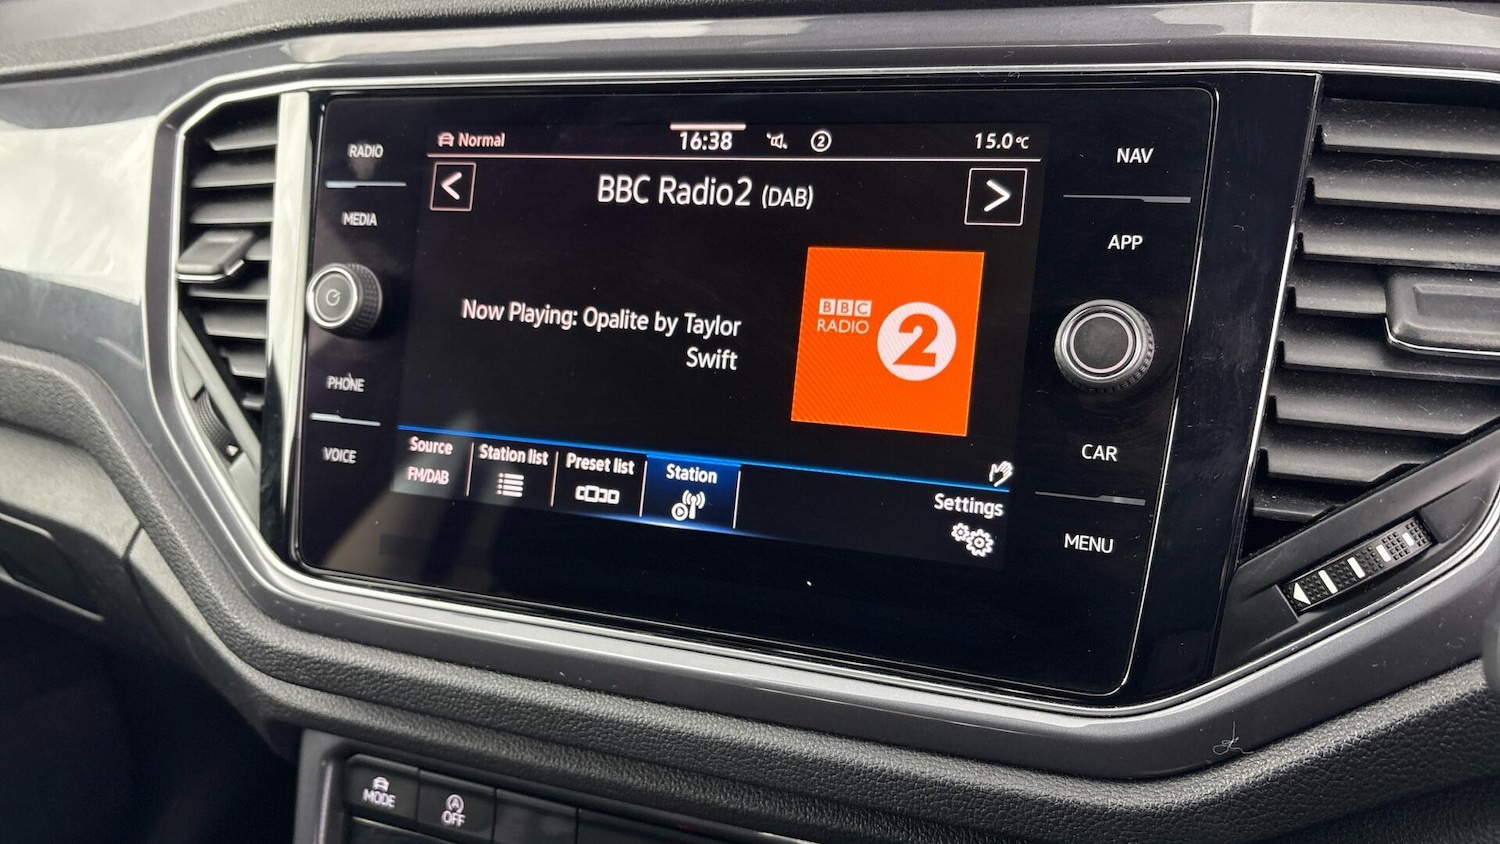 Normal
16:38
2
15.0°C
BBC Radio2 (DAB)
Now Playing: Opalite by Taylor
Swift
BBC
RADIO
2
Source
FM/DAB
Station list
Preset list
Station
Settings
RADIO
MEDIA
PHONE
VOICE
NAV
APP
CAR
MENU
MODE
A
OFF